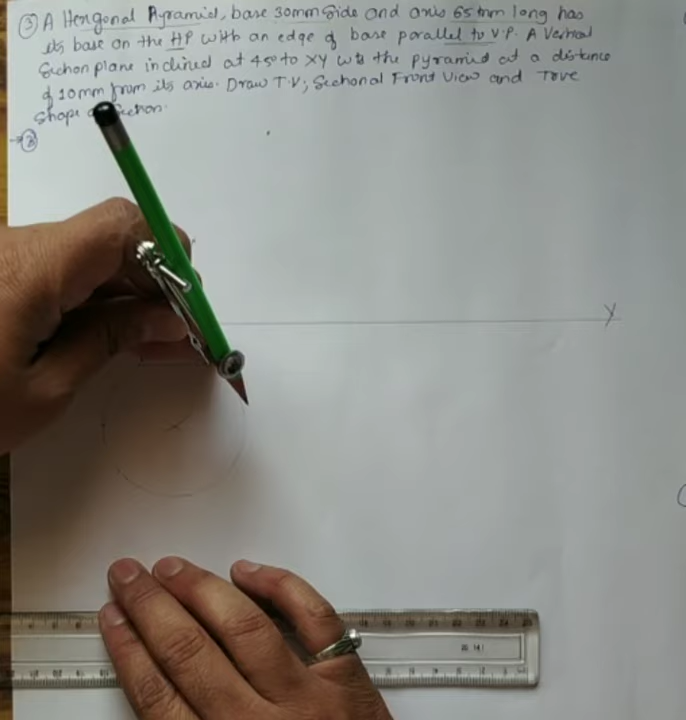 ③ A Hexgonal Pyramid, base 30mm side and axis 65 mm long has
its base on the HP with an edge of base parallel to V.P. A Vertical
Section plane inclined at 45° to XY cuts the pyramid at a distance
of 10mm from its axis. Draw T.V; Sectional Front View and True
Shape Section.
Y